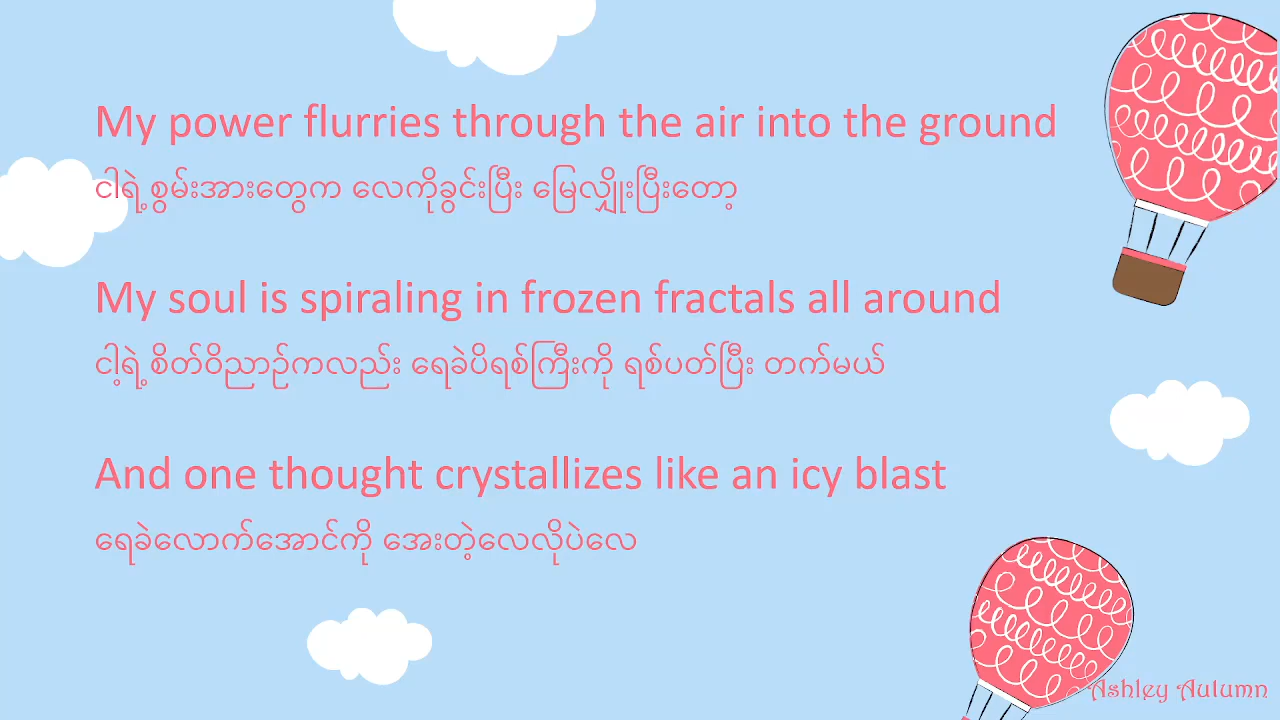 My power flurries through the air into the ground
ငါ့ရဲ့စွမ်းအားတွေက လေကိုခွင်းပြီး မြေလျှိုးပြီးတော့
My soul is spiraling in frozen fractals all around
ငါ့ရဲ့စိတ်ဝိညာဉ်ကလည်း ရေခဲပိရစ်ကြီးကို ရစ်ပတ်ပြီး တက်မယ်
And one thought crystallizes like an icy blast
ရေခဲလောက်အောင်ကို အေးတဲ့လေလိုပဲလေ
Ashley Autumn